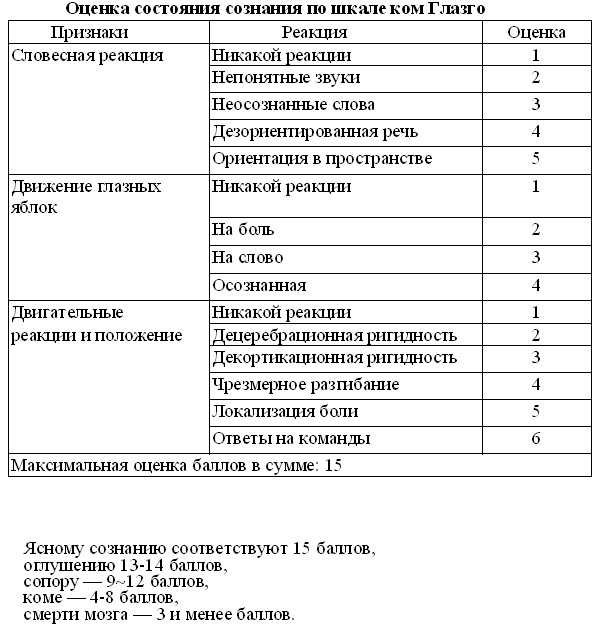 Оценка состояния сознания по шкале ком Глазго
Признаки Реакция Оценка
Словесная реакция Никакой реакции 1
Непонятные звуки 2
Неосознанные слова 3
Дезориентированная речь 4
Ориентация в пространстве 5
Движение глазных Никакой реакции 1
яблок
На боль 2
На слово 3
Осознанная 4
Двигательные Никакой реакции 1
реакции и положение Децеребрационная ригидность 2
Декортикационная ригидность 3
Чрезмерное разгибание 4
Локализация боли 5
Ответы на команды 6
Максимальная оценка баллов в сумме: 15
Ясному сознанию соответствуют 15 баллов,
оглушению 13-14 баллов,
сопору — 9~12 баллов,
коме — 4-8 баллов,
смерти мозга — 3 и менее баллов.